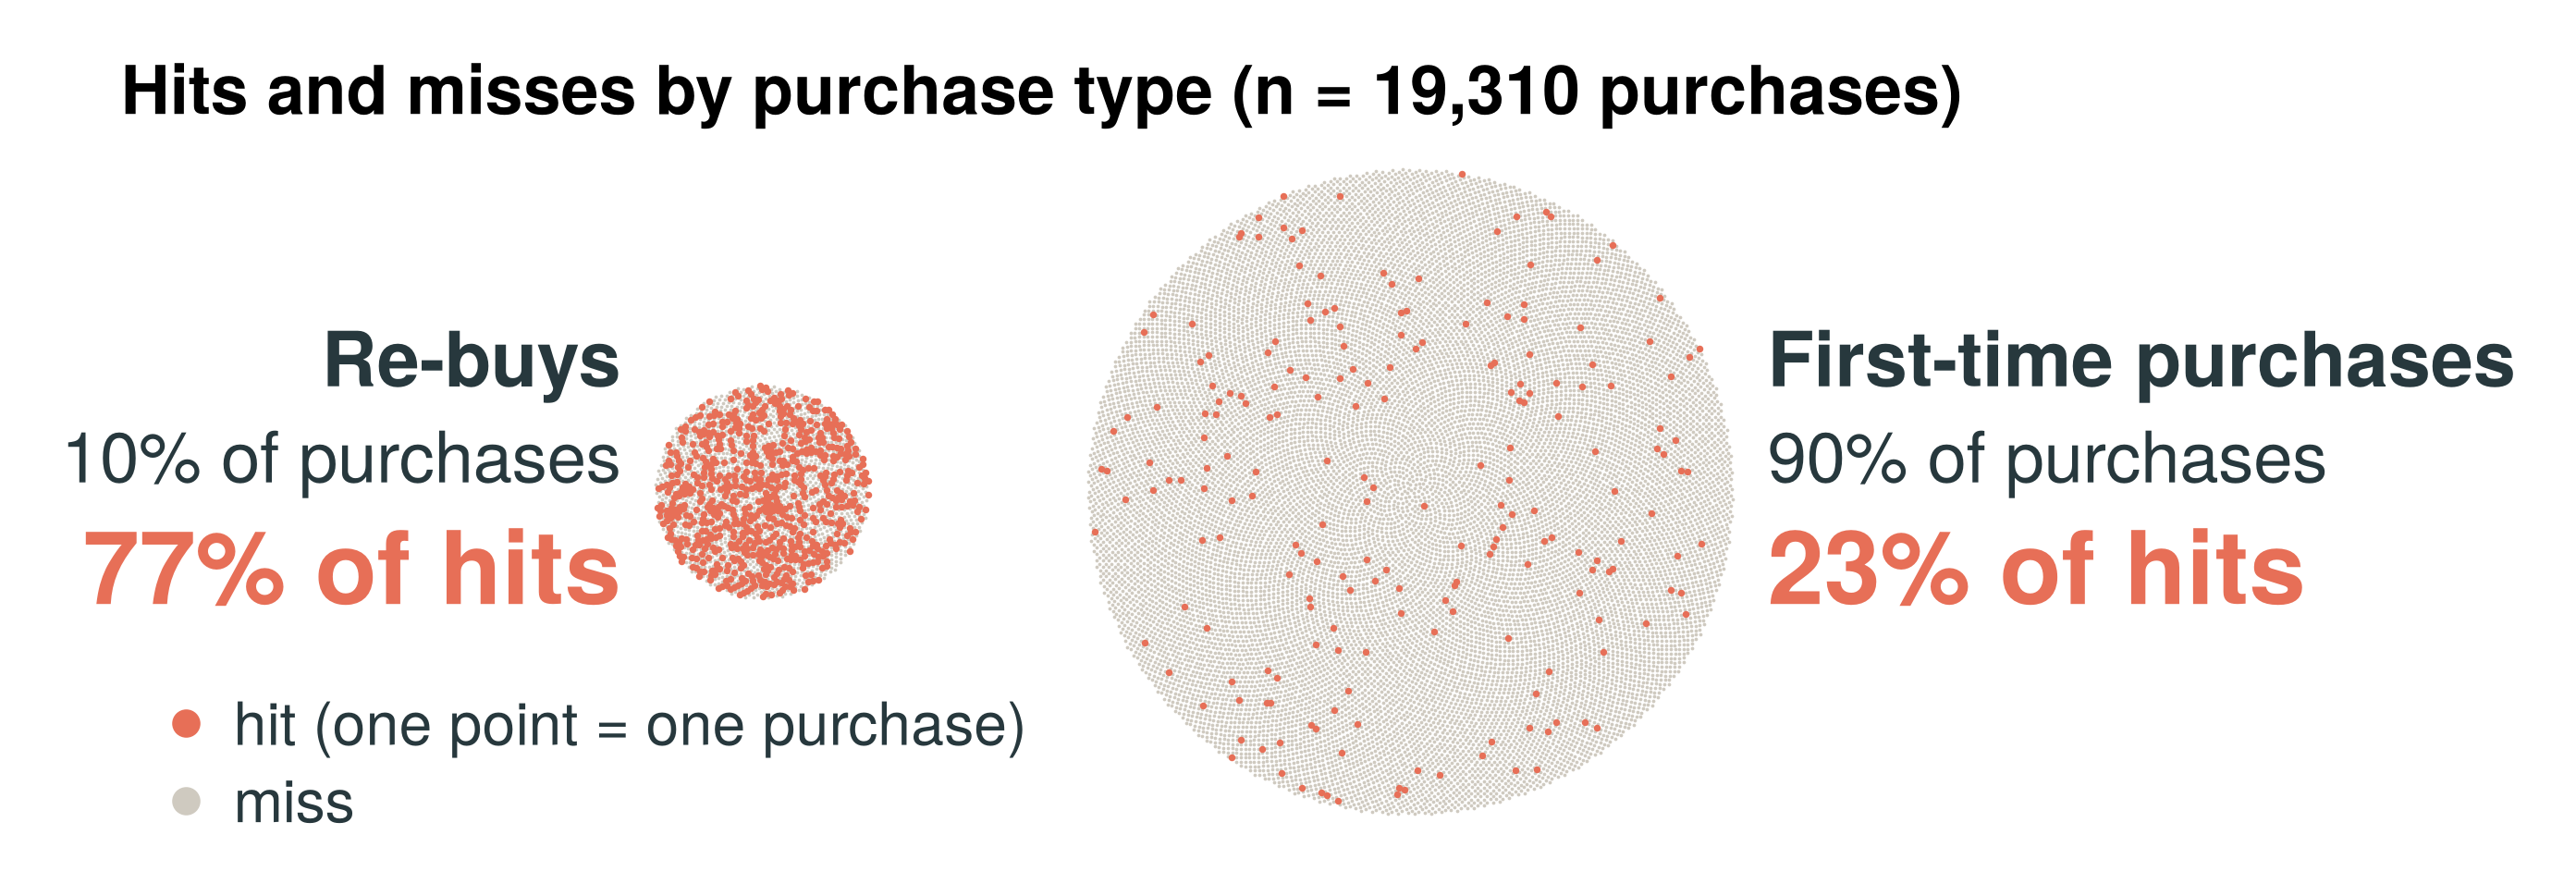 Hits and misses by purchase type (n = 19,310 purchases)
Re-buys
10% of purchases
77% of hits
First-time purchases
90% of purchases
23% of hits
hit (one point = one purchase)
miss